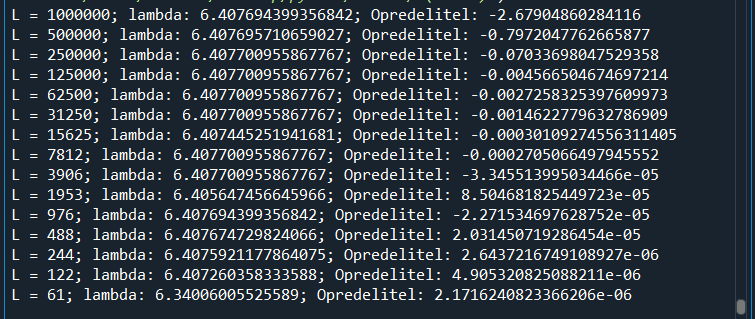 L = 1000000; lambda: 6.407694399356842; Opredelitel: -2.67904860284116
L = 500000; lambda: 6.407695710659027; Opredelitel: -0.7972047762665877
L = 250000; lambda: 6.407700955867767; Opredelitel: -0.07033698047529358
L = 125000; lambda: 6.407700955867767; Opredelitel: -0.004566504674697214
L = 62500; lambda: 6.407700955867767; Opredelitel: -0.0027258325397609973
L = 31250; lambda: 6.407700955867767; Opredelitel: -0.0014622779632786909
L = 15625; lambda: 6.407445251941681; Opredelitel: -0.00030109274556311405
L = 7812; lambda: 6.407700955867767; Opredelitel: -0.0002705066497945552
L = 3906; lambda: 6.407700955867767; Opredelitel: -3.345513995034466e-05
L = 1953; lambda: 6.405647456645966; Opredelitel: 8.504681825449723e-05
L = 976; lambda: 6.407694399356842; Opredelitel: -2.271534697628752e-05
L = 488; lambda: 6.407674729824066; Opredelitel: 2.031450719286454e-05
L = 244; lambda: 6.4075921177864075; Opredelitel: 2.6437216749108927e-06
L = 122; lambda: 6.407260358333588; Opredelitel: 4.905320825088211e-06
L = 61; lambda: 6.34006005525589; Opredelitel: 2.1716240823366206e-06